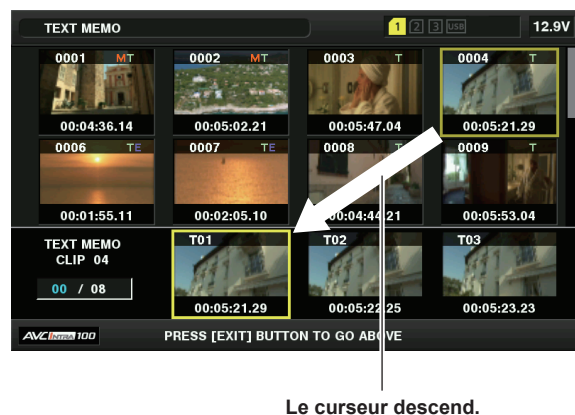 TEXT MEMO 1 2 3 USB 12.9V
0001 MT 0002 MT 0003 T 0004 T
00:04:36.14 00:05:02.21 00:05:47.04 00:05:21.29
0006 TE 0007 TE 0008 T 0009 T
00:01:55.11 00:02:05.10 00:04:44.21 00:05:53.04
TEXT MEMO
CLIP 04
00 / 08
T01 T02 T03
00:05:21.29 00:05:22.25 00:05:23.23
AVC INTRA 100 PRESS [EXIT] BUTTON TO GO ABOVE
Le curseur descend.